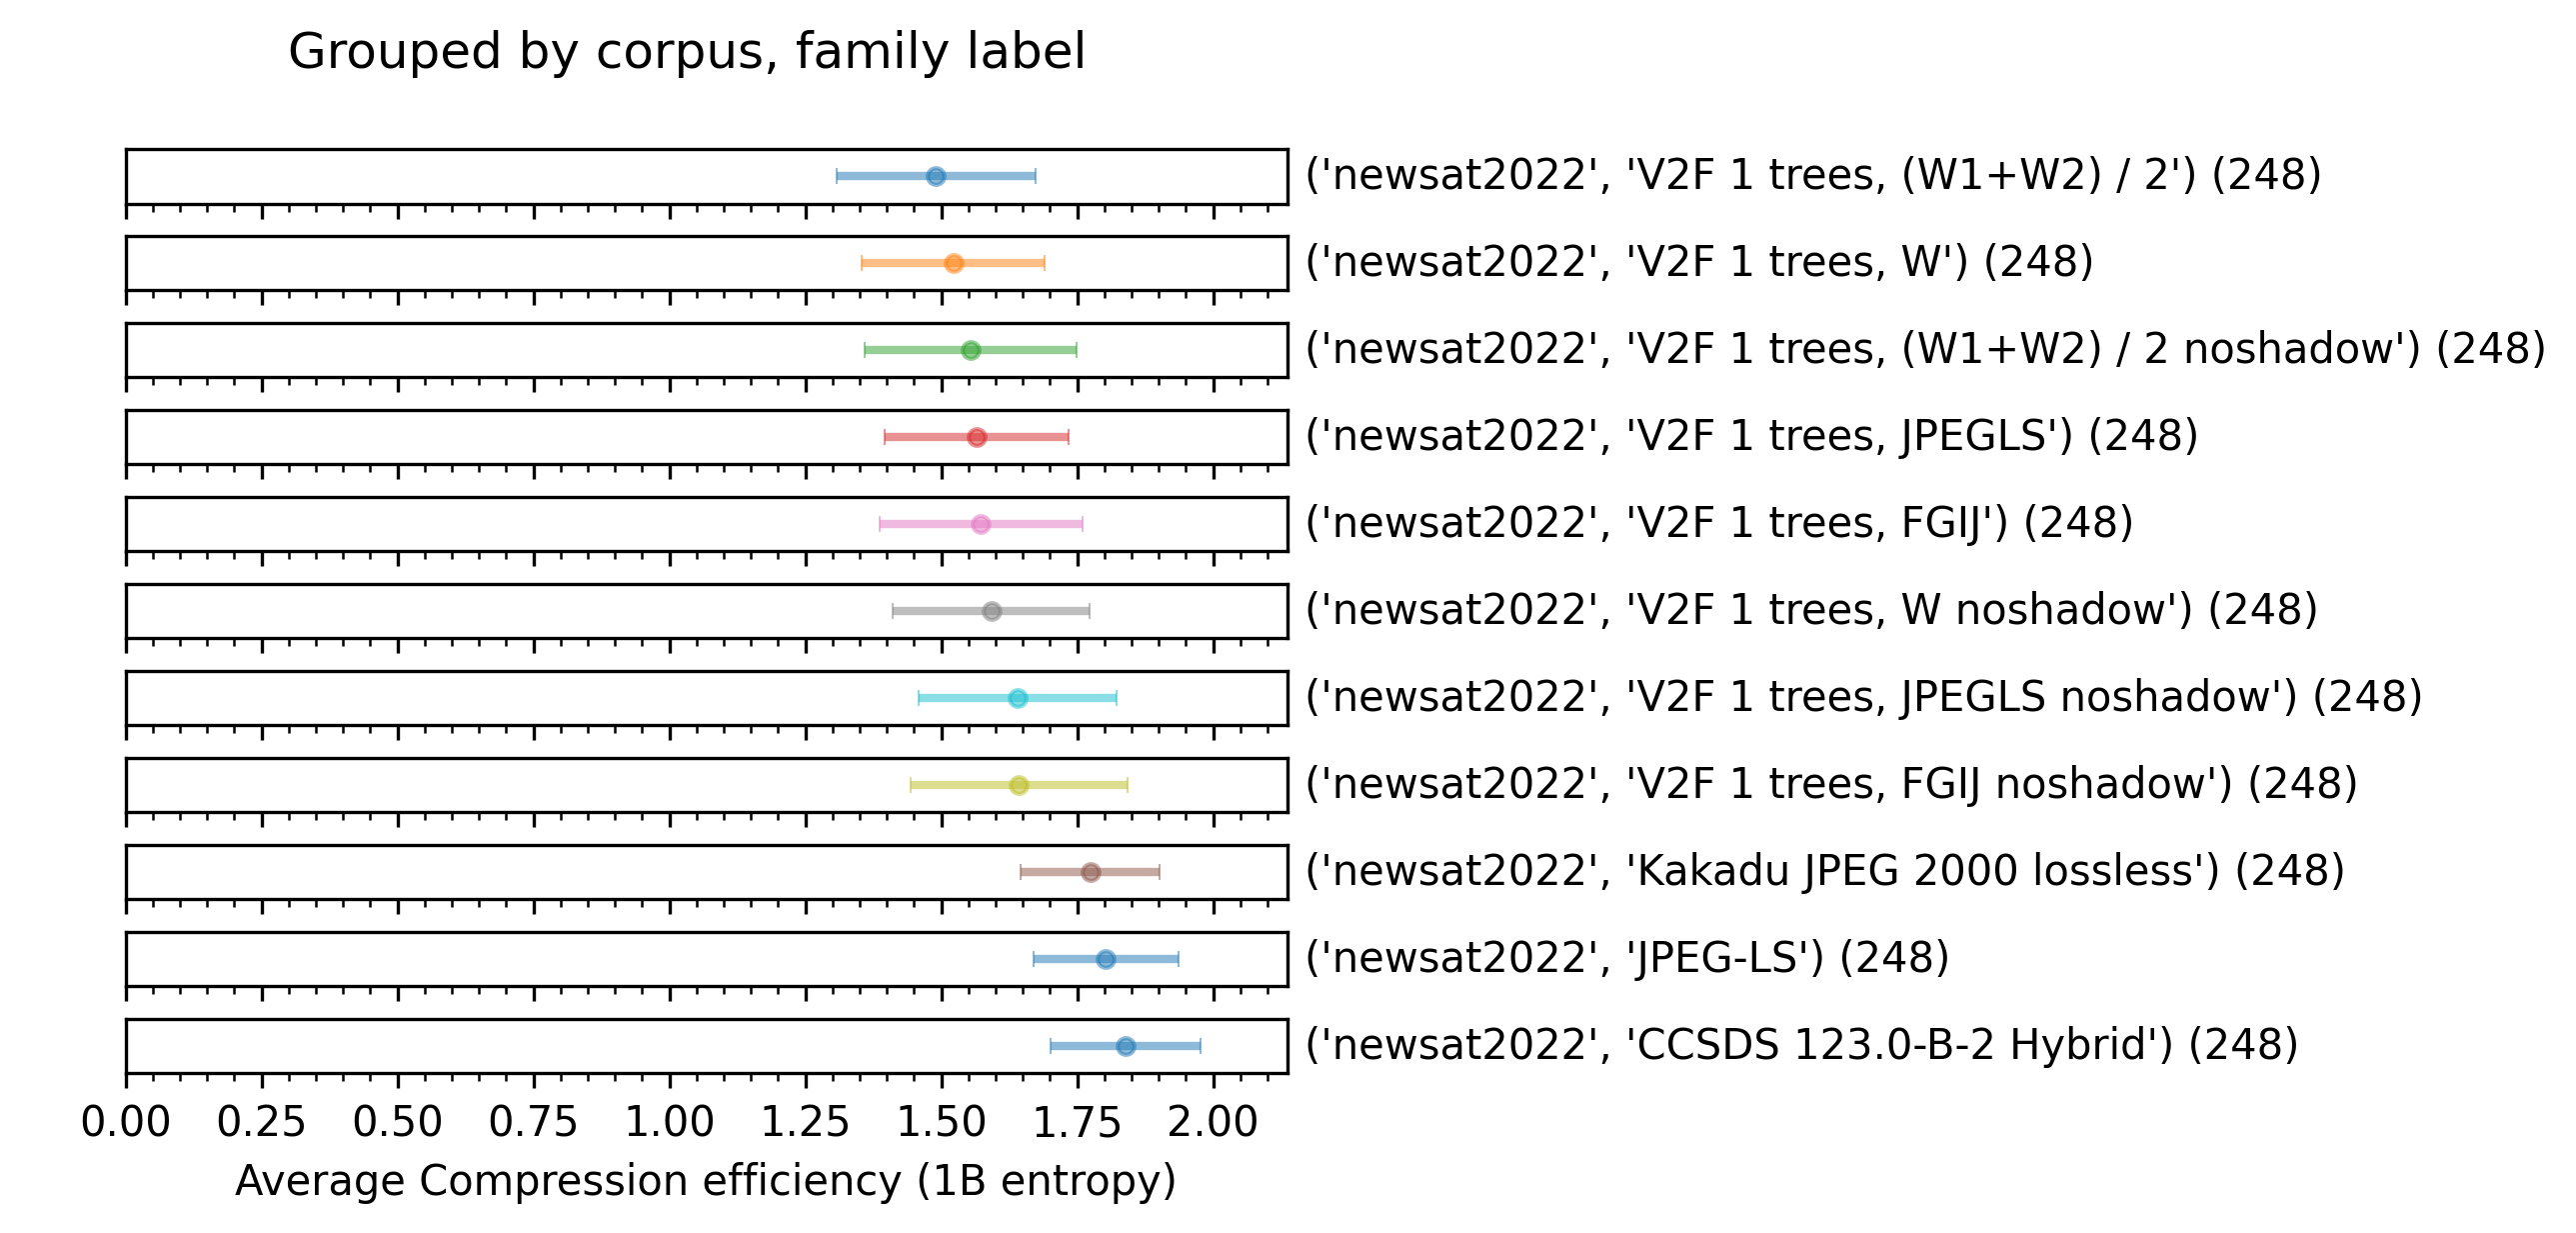 Grouped by corpus, family label
('newsat2022', 'V2F 1 trees, (W1+W2) / 2') (248)
('newsat2022', 'V2F 1 trees, W') (248)
('newsat2022', 'V2F 1 trees, (W1+W2) / 2 noshadow') (248)
('newsat2022', 'V2F 1 trees, JPEGLS') (248)
('newsat2022', 'V2F 1 trees, FGIJ') (248)
('newsat2022', 'V2F 1 trees, W noshadow') (248)
('newsat2022', 'V2F 1 trees, JPEGLS noshadow') (248)
('newsat2022', 'V2F 1 trees, FGIJ noshadow') (248)
('newsat2022', 'Kakadu JPEG 2000 lossless') (248)
('newsat2022', 'JPEG-LS') (248)
('newsat2022', 'CCSDS 123.0-B-2 Hybrid') (248)
0.00 0.25 0.50 0.75 1.00 1.25 1.50 1.75 2.00
Average Compression efficiency (1B entropy)